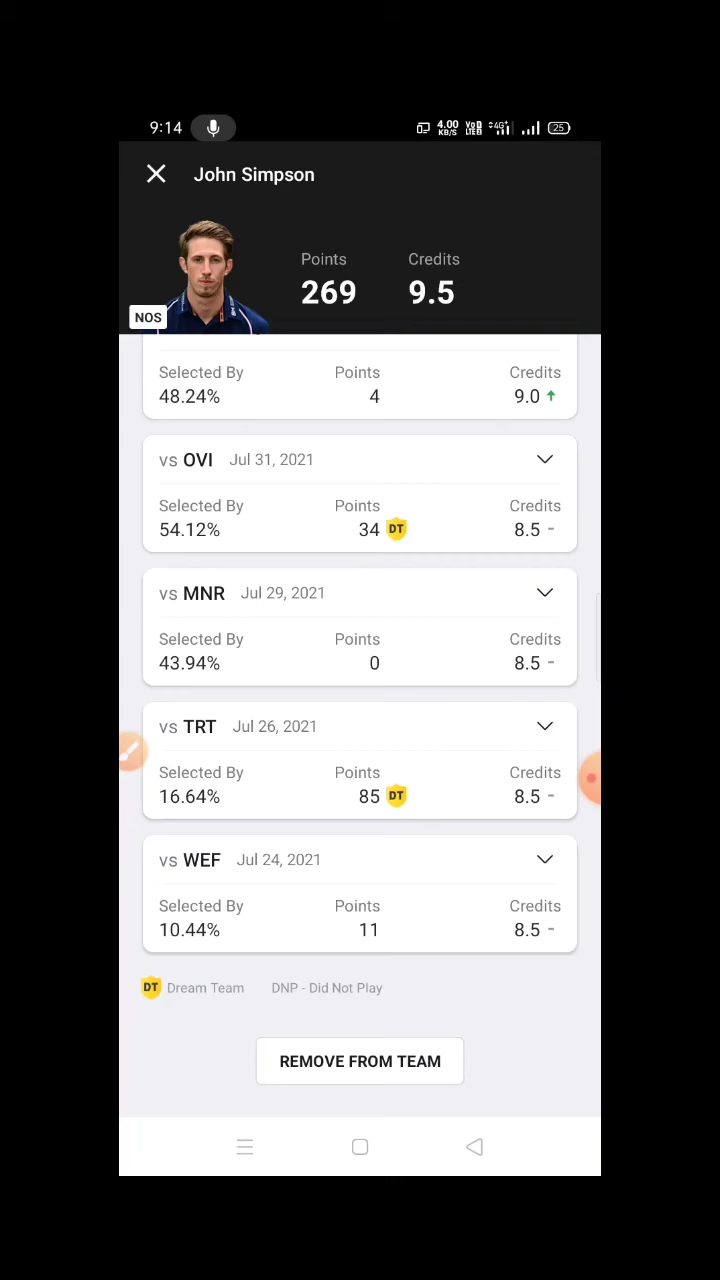 9:14 4.00 KB/S Vo LTE2 4G+ 25
John Simpson
Points Credits
269 9.5
NOS
Selected By Points Credits
48.24% 4 9.0
vs OVI Jul 31, 2021
Selected By Points Credits
54.12% 34 DT 8.5 -
vs MNR Jul 29, 2021
Selected By Points Credits
43.94% 0 8.5 -
vs TRT Jul 26, 2021
Selected By Points Credits
16.64% 85 DT 8.5 -
vs WEF Jul 24, 2021
Selected By Points Credits
10.44% 11 8.5 -
DT Dream Team DNP - Did Not Play
REMOVE FROM TEAM